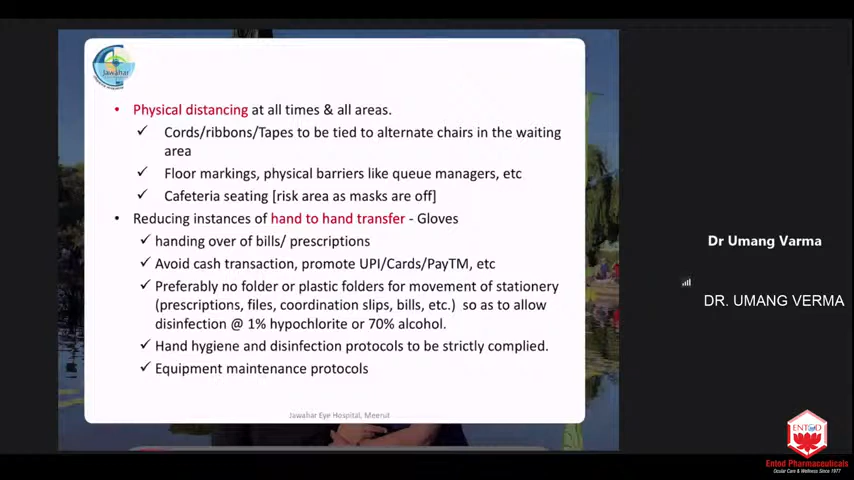 Jawahar
• Physical distancing at all times & all areas.
✓ Cords/ribbons/Tapes to be tied to alternate chairs in the waiting
area
✓ Floor markings, physical barriers like queue managers, etc
✓ Cafeteria seating [risk area as masks are off]
• Reducing instances of hand to hand transfer - Gloves
✓ handing over of bills/ prescriptions
✓ Avoid cash transaction, promote UPI/Cards/PayTM, etc
✓ Preferably no folder or plastic folders for movement of stationery
(prescriptions, files, coordination slips, bills, etc.) so as to allow
disinfection @ 1% hypochlorite or 70% alcohol.
✓ Hand hygiene and disinfection protocols to be strictly complied.
✓ Equipment maintenance protocols
Jawahar Eye Hospital, Meerut
Dr Umang Varma
DR. UMANG VERMA
ENTOD
Entod Pharmaceuticals
Ocular Care & Wellness Since 1977